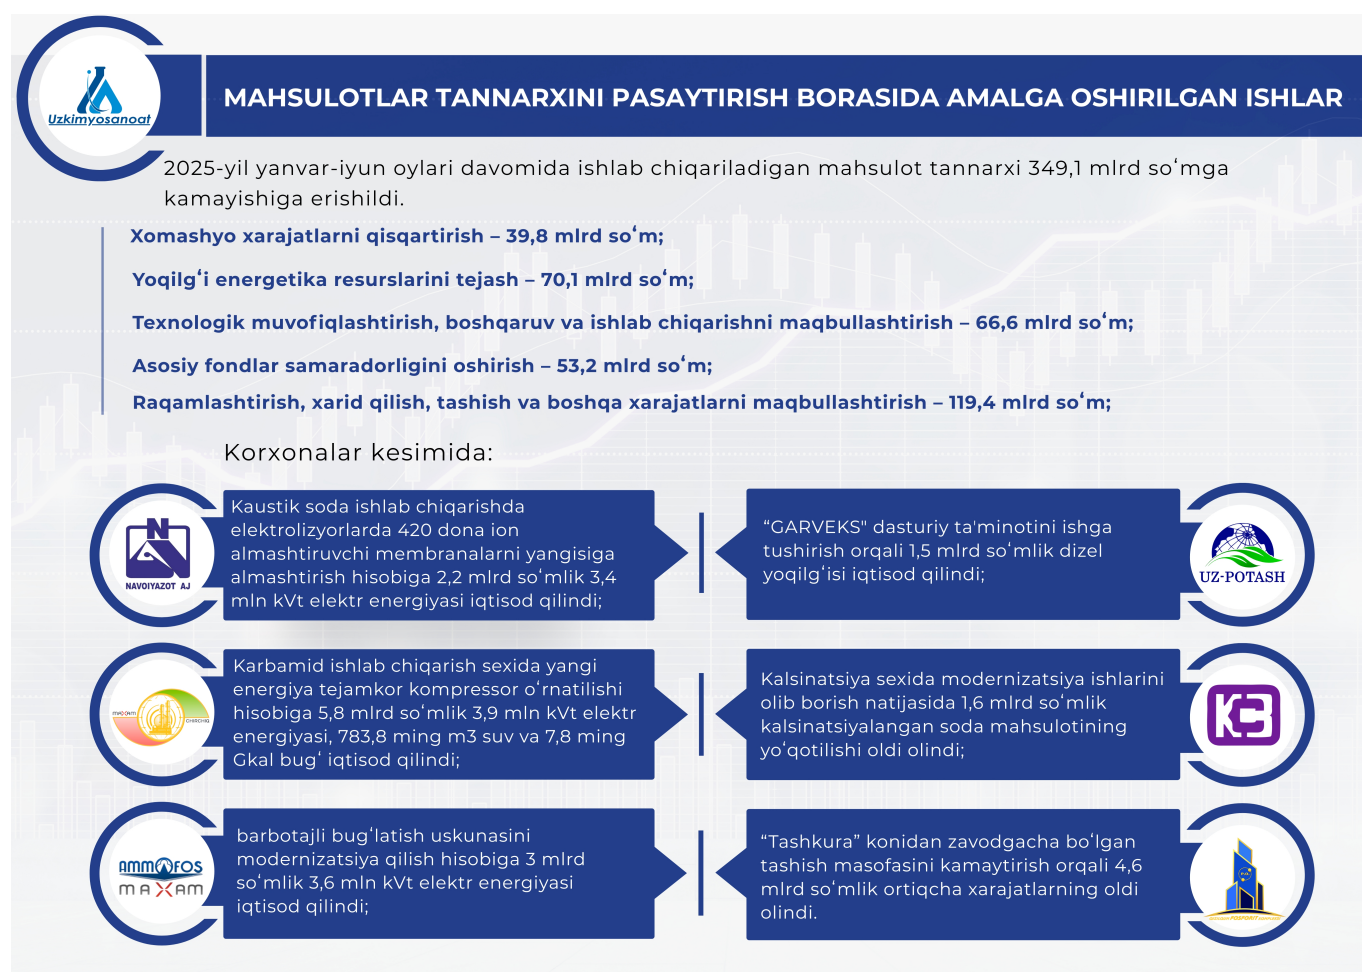 Uzkimyosanoat
MAHSULOTLAR TANNARXINI PASAYTIRISH BORASIDA AMALGA OSHIRILGAN ISHLAR
2025-yil yanvar-iyun oylari davomida ishlab chiqariladigan mahsulot tannarxi 349,1 mlrd soʻmga
kamayishiga erishildi.
Xomashyo xarajatlarni qisqartirish – 39,8 mlrd soʻm;
Yoqilgʻi energetika resurslarini tejash – 70,1 mlrd soʻm;
Texnologik muvofiqlashtirish, boshqaruv va ishlab chiqarishni maqbullashtirish – 66,6 mlrd soʻm;
Asosiy fondlar samaradorligini oshirish – 53,2 mlrd soʻm;
Raqamlashtirish, xarid qilish, tashish va boshqa xarajatlarni maqbullashtirish – 119,4 mlrd soʻm;
Korxonalar kesimida:
N
NAVOIYAZOT AJ
Kaustik soda ishlab chiqarishda
elektrolizyorlarda 420 dona ion
almashtiruvchi membranalarni yangisiga
almashtirish hisobiga 2,2 mlrd soʻmlik 3,4
mln kVt elektr energiyasi iqtisod qilindi;
“GARVEKS" dasturiy ta'minotini ishga
tushirish orqali 1,5 mlrd soʻmlik dizel
yoqilgʻisi iqtisod qilindi;
UZ-POTASH
MAXAM
CHIRCHIQ
Karbamid ishlab chiqarish sexida yangi
energiya tejamkor kompressor oʻrnatilishi
hisobiga 5,8 mlrd soʻmlik 3,9 mln kVt elektr
energiyasi, 783,8 ming m3 suv va 7,8 ming
Gkal bugʻ iqtisod qilindi;
Kalsinatsiya sexida modernizatsiya ishlarini
olib borish natijasida 1,6 mlrd soʻmlik
kalsinatsiyalangan soda mahsulotining
yoʻqotilishi oldi olindi;
AMMOFOS
MAXAM
barbotajli bugʻlatish uskunasini
modernizatsiya qilish hisobiga 3 mlrd
soʻmlik 3,6 mln kVt elektr energiyasi
iqtisod qilindi;
“Tashkura” konidan zavodgacha boʻlgan
tashish masofasini kamaytirish orqali 4,6
mlrd soʻmlik ortiqcha xarajatlarning oldi
olindi.